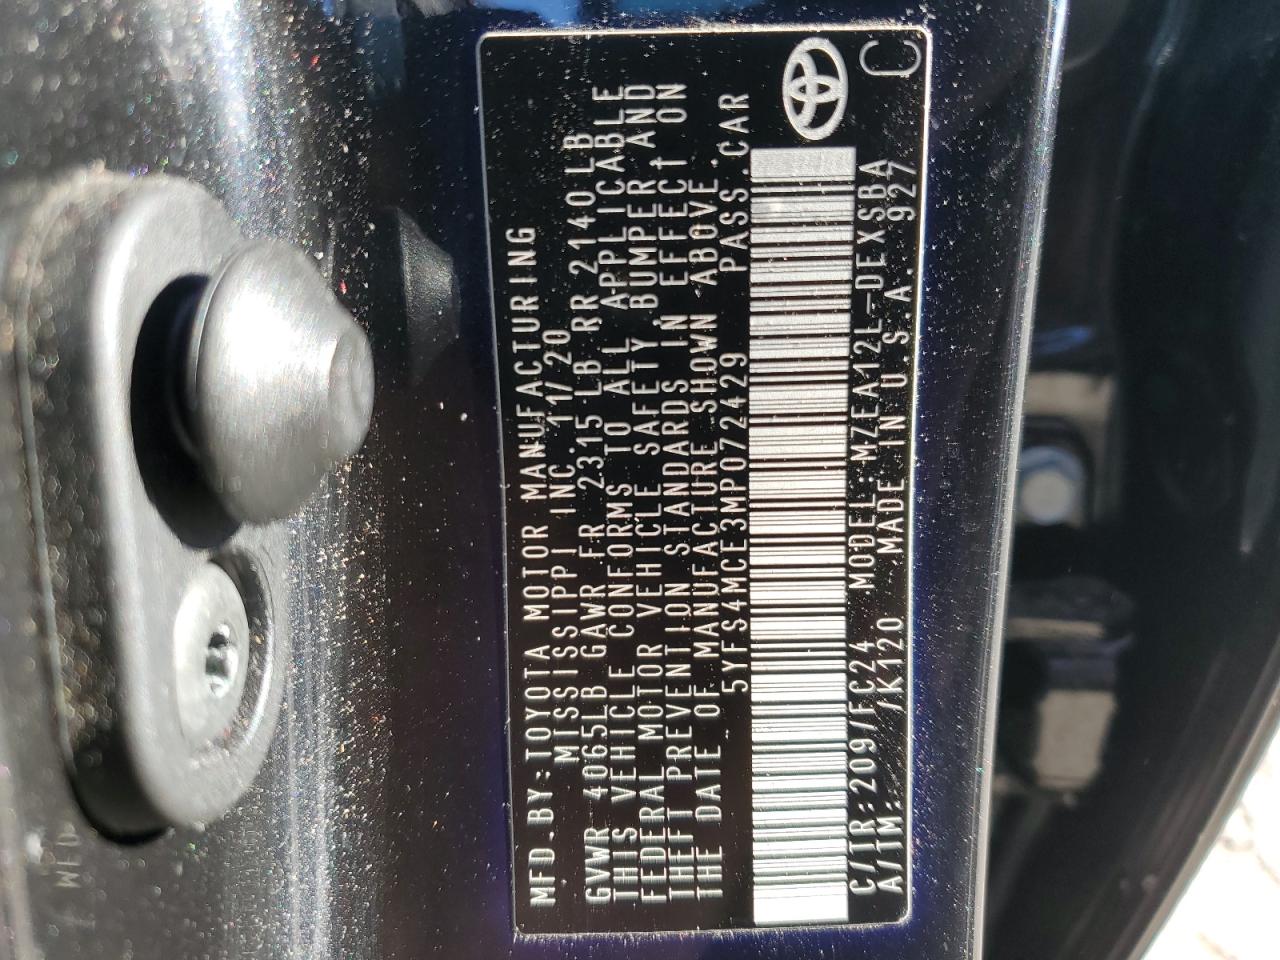 MFD.BY:TOYOTA MOTOR MANUFACTURING
MISSISSIPPI INC. 11/20
GVWR 4065LB GAWR FR 2315LB RR 2140LB
THIS VEHICLE CONFORMS TO ALL APPLICABLE
FEDERAL MOTOR VEHICLE SAFETY BUMPER AND
THEFT PREVENTION STANDARDS IN EFFECT ON
THE DATE OF MANUFACTURE SHOWN ABOVE.
5YFS4MCE3MP072429 PASS.CAR
C/TR:209/FC24 MODEL:MZEA12L-DEXSBA
A/TM: /K120 MADE IN U.S.A. 927
C